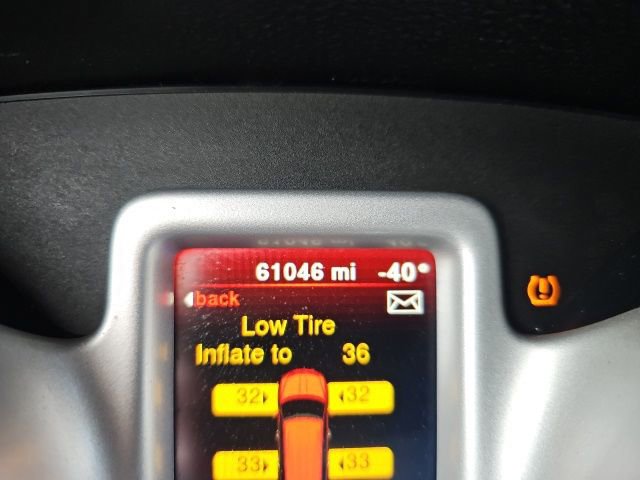 61046 mi -40°
back
Low Tire
Inflate to 36
32 32
33 33